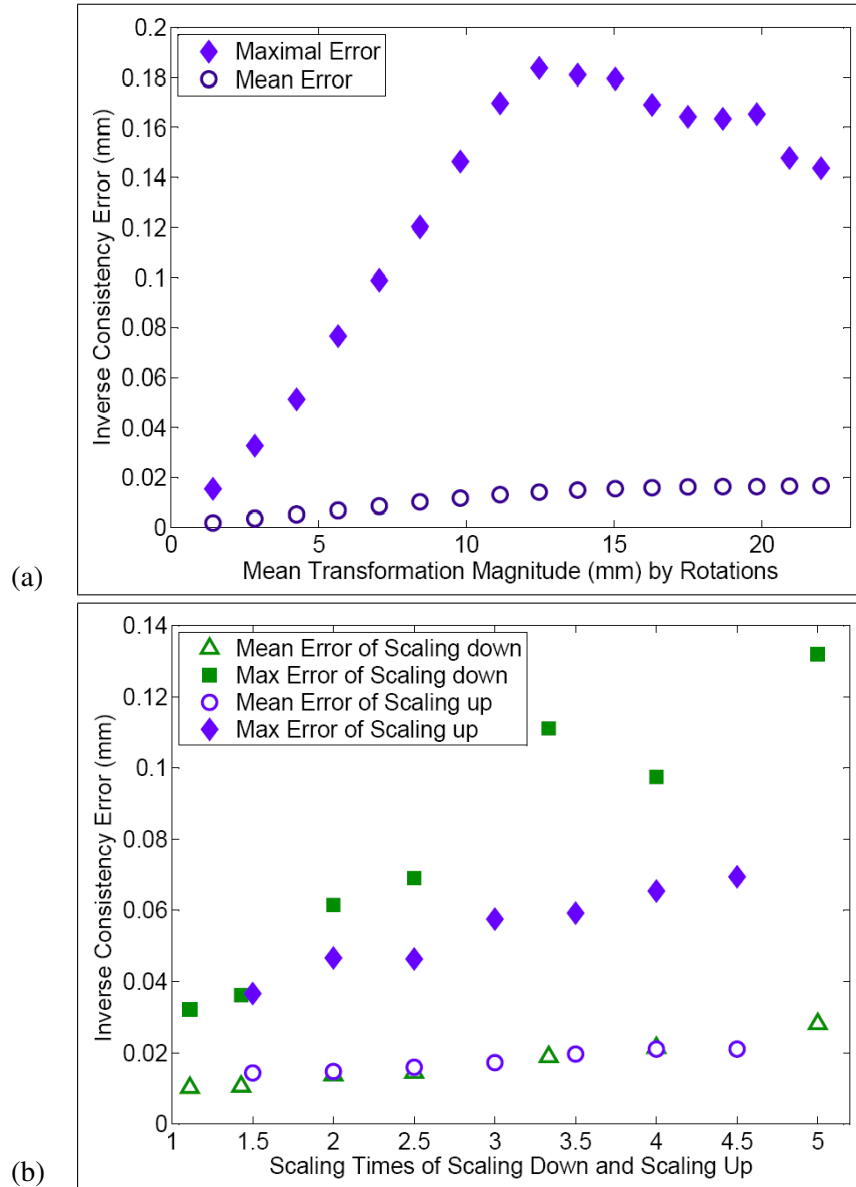 0.2
0.18
0.16
0.14
0.12
0.1
0.08
0.06
0.04
0.02
0
Inverse Consistency Error (mm)
Maximal Error
Mean Error
0 5 10 15 20
Mean Transformation Magnitude (mm) by Rotations
(a)
0.14
0.12
0.1
0.08
0.06
0.04
0.02
0
Inverse Consistency Error (mm)
Mean Error of Scaling down
Max Error of Scaling down
Mean Error of Scaling up
Max Error of Scaling up
1 1.5 2 2.5 3 3.5 4 4.5 5
Scaling Times of Scaling Down and Scaling Up
(b)